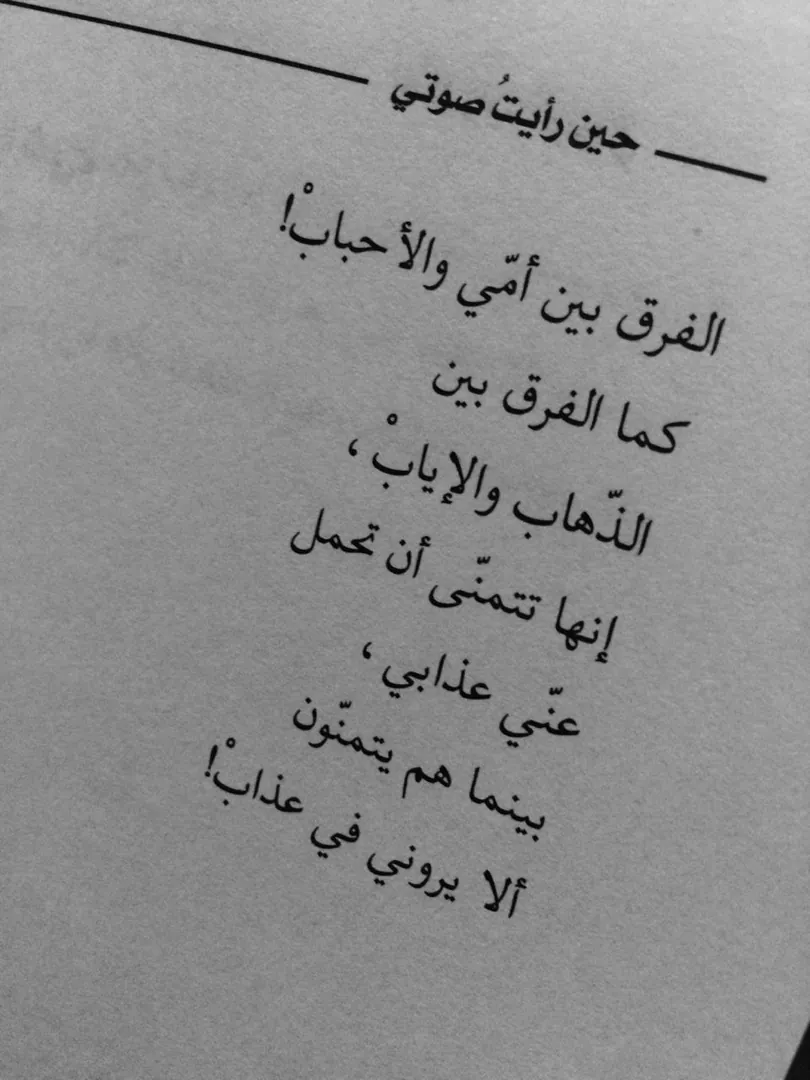 حين رأيتُ صوتي
الفرق بين أمّي والأحبابْ!
كما الفرق بين
الذّهاب والإيابْ،
إنها تتمنّى أن تحمل
عنّي عذابي،
بينما هم يتمنّون
ألا يروني في عذابْ!